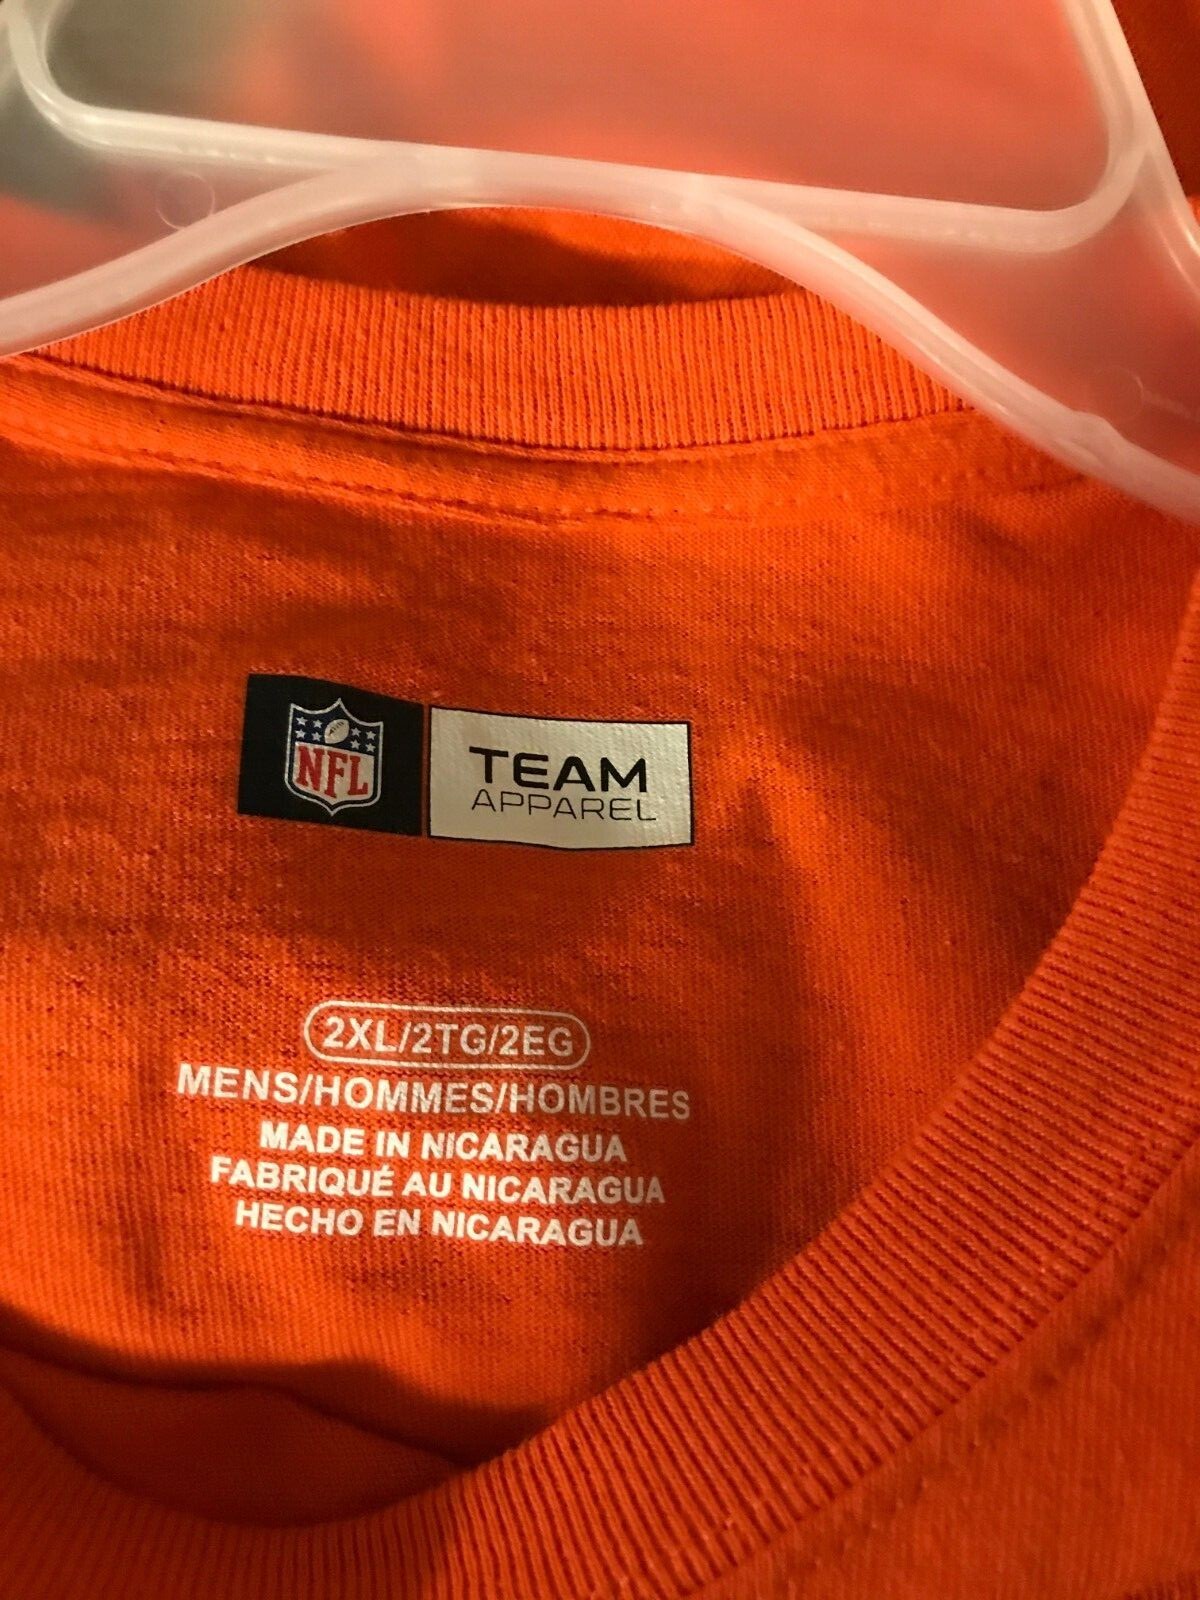 NFL
TEAM
APPAREL
2XL/2TG/2EG
MENS/HOMMES/HOMBRES
MADE IN NICARAGUA
FABRIQUÉ AU NICARAGUA
HECHO EN NICARAGUA